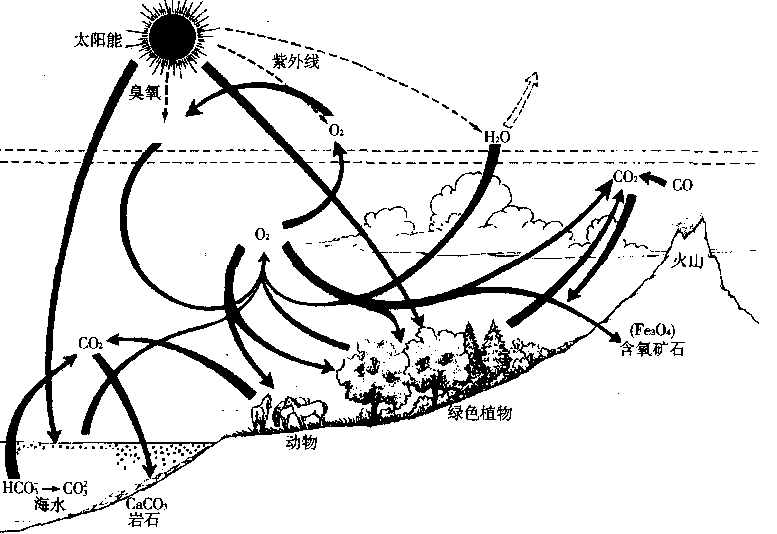 太阳能
紫外线
臭氧
O₂
H₂O
CO₂
CO
O₂
火山
(Fe₃O₄)
含氧矿石
CO₂
绿色植物
动物
HCO₃⁻→CO₃²
海水
CaCO₃
岩石